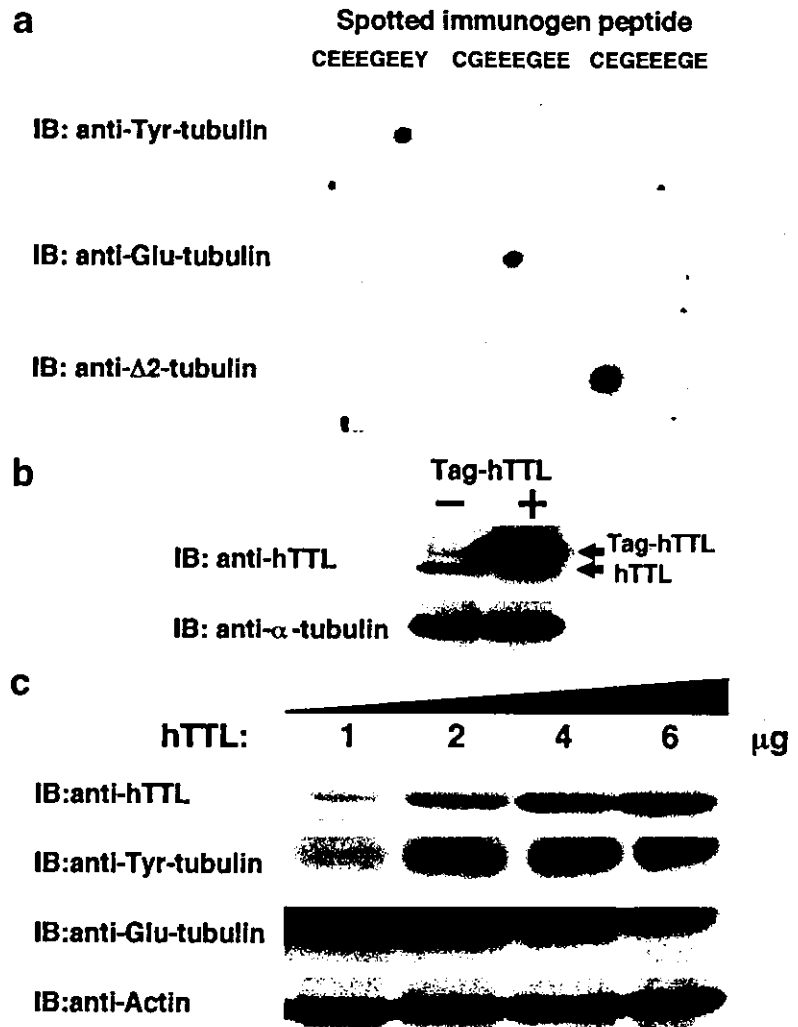 a
Spotted immunogen peptide
CEEEGEEY CGEEEGEE CEGEEEGE
IB: anti-Tyr-tubulin
IB: anti-Glu-tubulin
IB: anti-Δ2-tubulin
b
Tag-hTTL
− +
IB: anti-hTTL
Tag-hTTL
hTTL
IB: anti-α-tubulin
c
hTTL: 1 2 4 6 μg
IB:anti-hTTL
IB:anti-Tyr-tubulin
IB:anti-Glu-tubulin
IB:anti-Actin